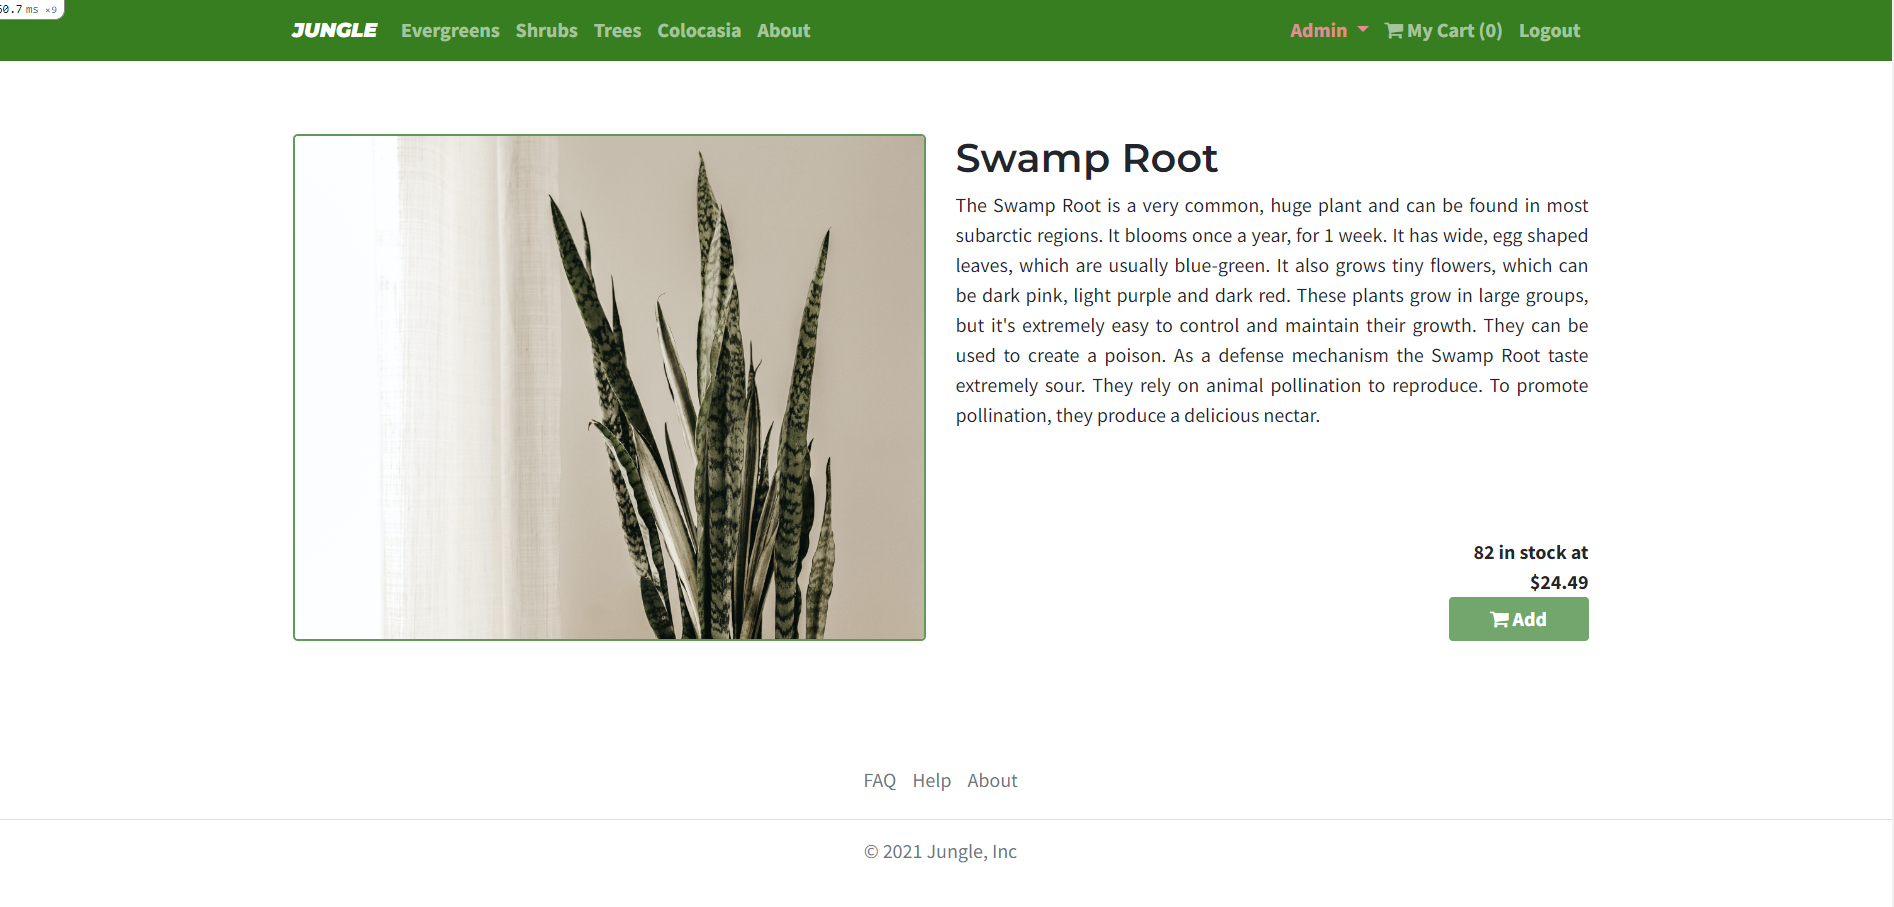 60.7 ms ×9
JUNGLE Evergreens Shrubs Trees Colocasia About Admin My Cart (0) Logout
Swamp Root
The Swamp Root is a very common, huge plant and can be found in most
subarctic regions. It blooms once a year, for 1 week. It has wide, egg shaped
leaves, which are usually blue-green. It also grows tiny flowers, which can
be dark pink, light purple and dark red. These plants grow in large groups,
but it's extremely easy to control and maintain their growth. They can be
used to create a poison. As a defense mechanism the Swamp Root taste
extremely sour. They rely on animal pollination to reproduce. To promote
pollination, they produce a delicious nectar.
82 in stock at
$24.49
Add
FAQ Help About
© 2021 Jungle, Inc